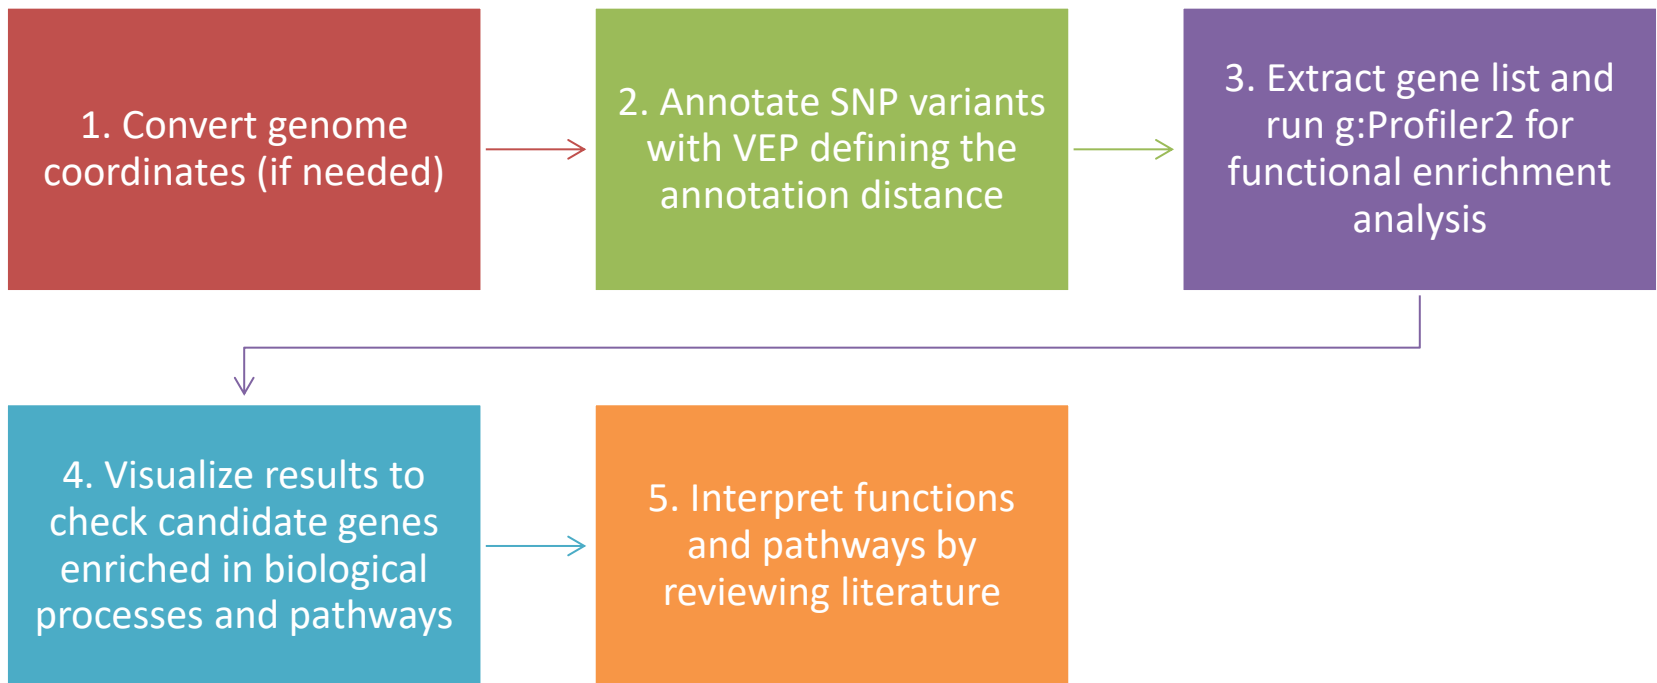 1. Convert genome
coordinates (if needed)
2. Annotate SNP variants
with VEP defining the
annotation distance
3. Extract gene list and
run g:Profiler2 for
functional enrichment
analysis
4. Visualize results to
check candidate genes
enriched in biological
processes and pathways
5. Interpret functions
and pathways by
reviewing literature